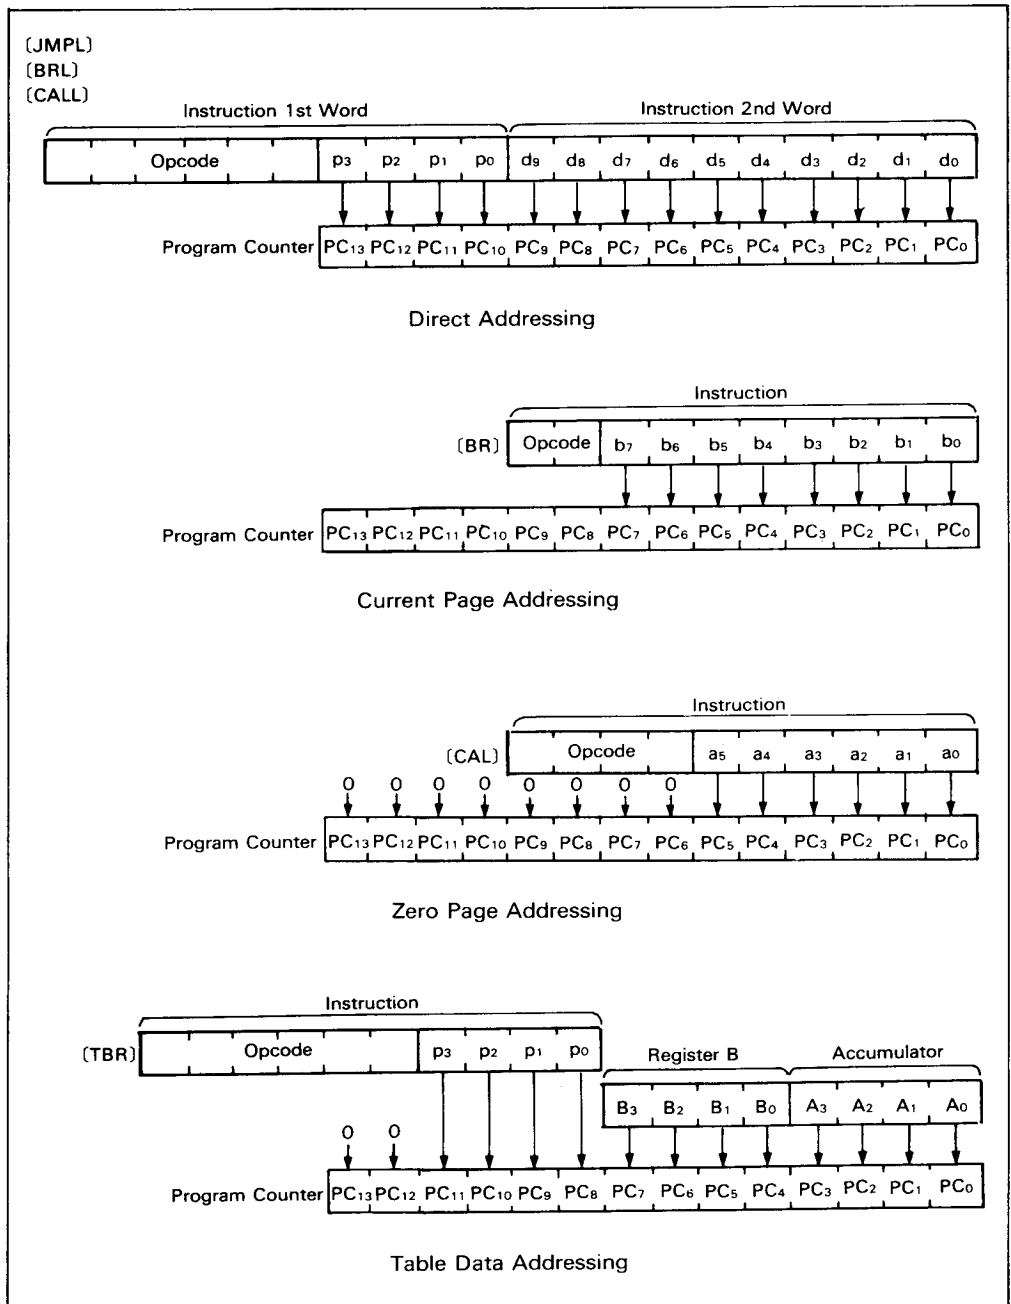 (JMPL)
(BRL)
(CALL)
Instruction 1st Word Instruction 2nd Word
Opcode p3 p2 p1 p0 d9 d8 d7 d6 d5 d4 d3 d2 d1 d0
Program Counter PC13 PC12 PC11 PC10 PC9 PC8 PC7 PC6 PC5 PC4 PC3 PC2 PC1 PC0
Direct Addressing
Instruction
(BR) Opcode b7 b6 b5 b4 b3 b2 b1 b0
Program Counter PC13 PC12 PC11 PC10 PC9 PC8 PC7 PC6 PC5 PC4 PC3 PC2 PC1 PC0
Current Page Addressing
Instruction
(CAL) Opcode a5 a4 a3 a2 a1 a0
0 0 0 0 0 0 0 0
Program Counter PC13 PC12 PC11 PC10 PC9 PC8 PC7 PC6 PC5 PC4 PC3 PC2 PC1 PC0
Zero Page Addressing
Instruction
(TBR) Opcode p3 p2 p1 p0
Register B Accumulator
B3 B2 B1 B0 A3 A2 A1 A0
0 0
Program Counter PC13 PC12 PC11 PC10 PC9 PC8 PC7 PC6 PC5 PC4 PC3 PC2 PC1 PC0
Table Data Addressing